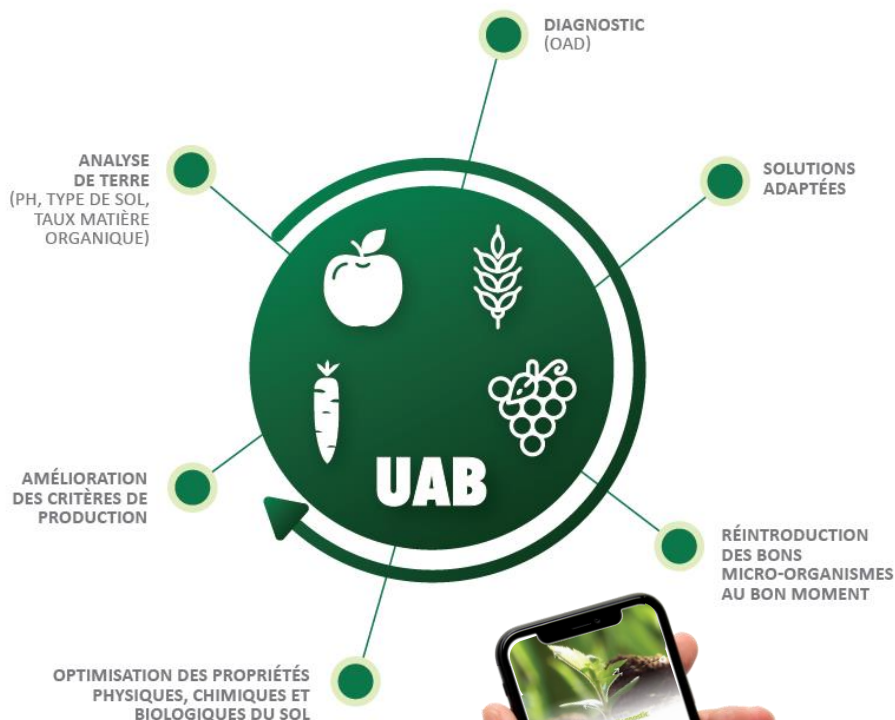 DIAGNOSTIC
(OAD)
ANALYSE
DE TERRE
(PH, TYPE DE SOL,
TAUX MATIÈRE
ORGANIQUE)
SOLUTIONS
ADAPTÉES
UAB
AMÉLIORATION
DES CRITÈRES DE
PRODUCTION
RÉINTRODUCTION
DES BONS
MICRO-ORGANISMES
AU BON MOMENT
OPTIMISATION DES PROPRIÉTÉS
PHYSIQUES, CHIMIQUES ET
BIOLOGIQUES DU SOL